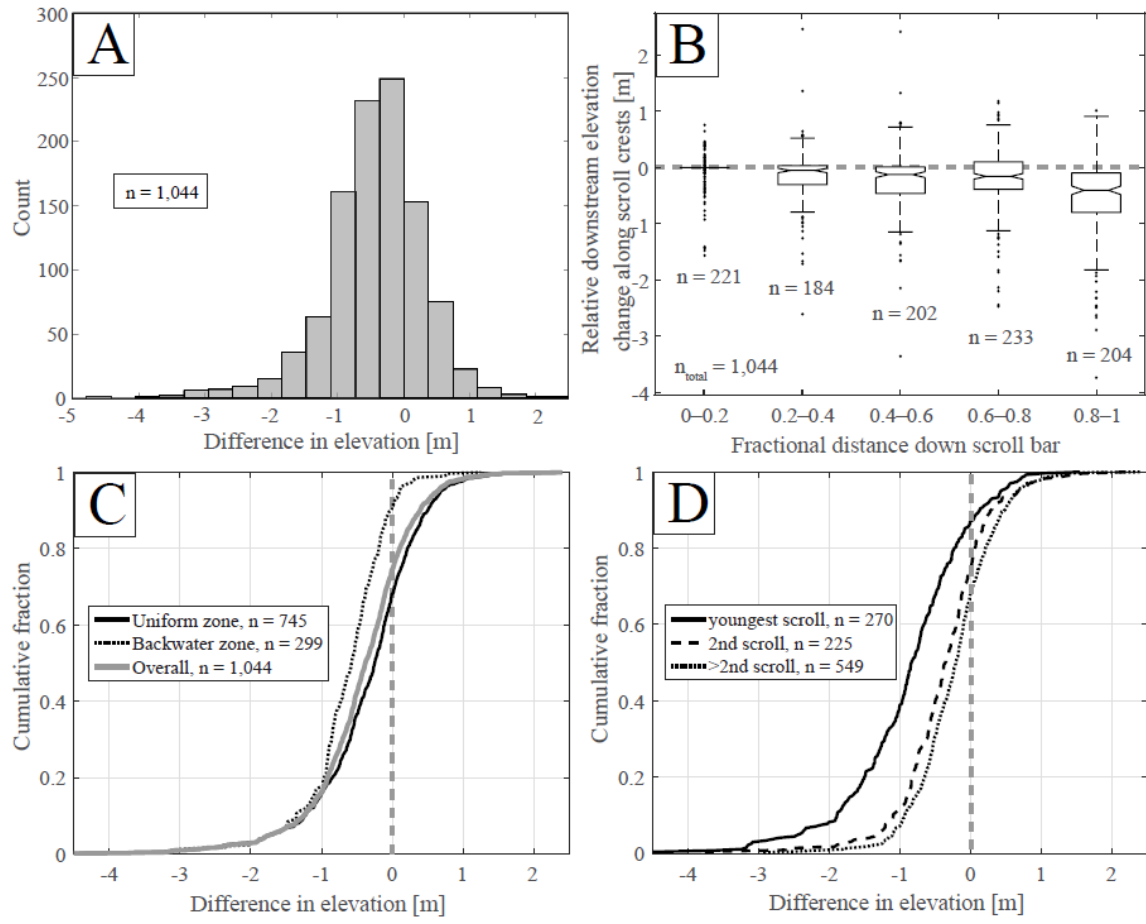 A
300
250
200
150
100
50
0
Count
n = 1,044
-5
-4
-3
-2
-1
0
1
2
Difference in elevation [m]
B
2
1
0
-1
-2
-3
-4
Relative downstream elevation
change along scroll crests [m]
n = 221
n = 184
n = 202
n = 233
n = 204
n_total = 1,044
0–0.2
0.2–0.4
0.4–0.6
0.6–0.8
0.8–1
Fractional distance down scroll bar
C
1
0.8
0.6
0.4
0.2
0
Cumulative fraction
Uniform zone, n = 745
Backwater zone, n = 299
Overall, n = 1,044
-4
-3
-2
-1
0
1
2
Difference in elevation [m]
D
1
0.8
0.6
0.4
0.2
0
Cumulative fraction
youngest scroll, n = 270
2nd scroll, n = 225
>2nd scroll, n = 549
-4
-3
-2
-1
0
1
2
Difference in elevation [m]